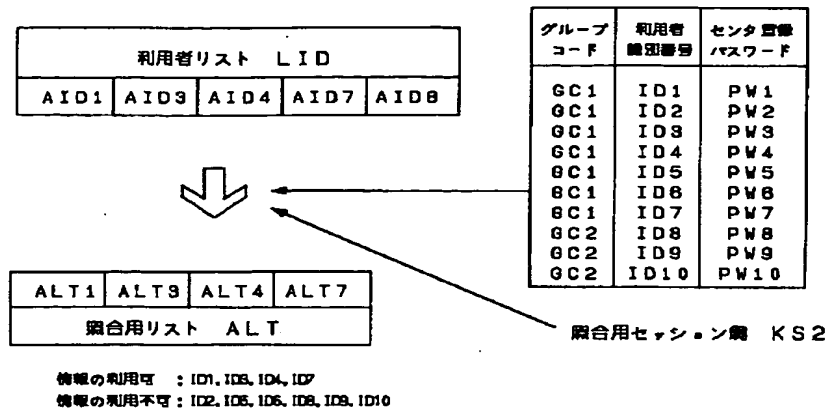 利用者リスト LID
AID1 AID3 AID4 AID7 AID8
グループコード 利用者識別番号 センタ登録パスワード
GC1 ID1 PW1
GC1 ID2 PW2
GC1 ID3 PW3
GC1 ID4 PW4
GC1 ID5 PW5
GC1 ID6 PW6
GC1 ID7 PW7
GC2 ID8 PW8
GC2 ID9 PW9
GC2 ID10 PW10
ALT1 ALT3 ALT4 ALT7
照合用リスト ALT
照合用セッション鍵 KS2
情報の利用可 : ID1, ID3, ID4, ID7
情報の利用不可 : ID2, ID5, ID6, ID8, ID9, ID10